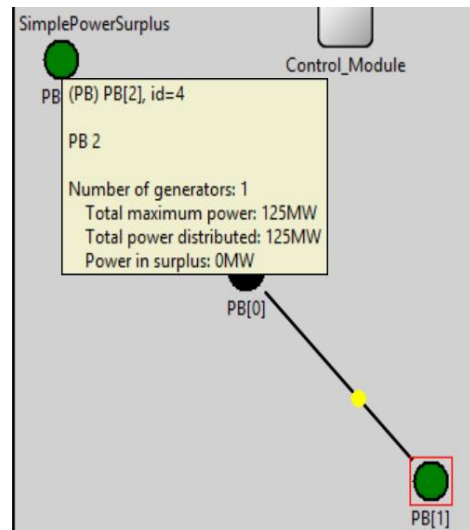 SimplePowerSurplus
Control_Module
PB
(PB) PB[2], id=4
PB 2
Number of generators: 1
Total maximum power: 125MW
Total power distributed: 125MW
Power in surplus: 0MW
PB[0]
PB[1]